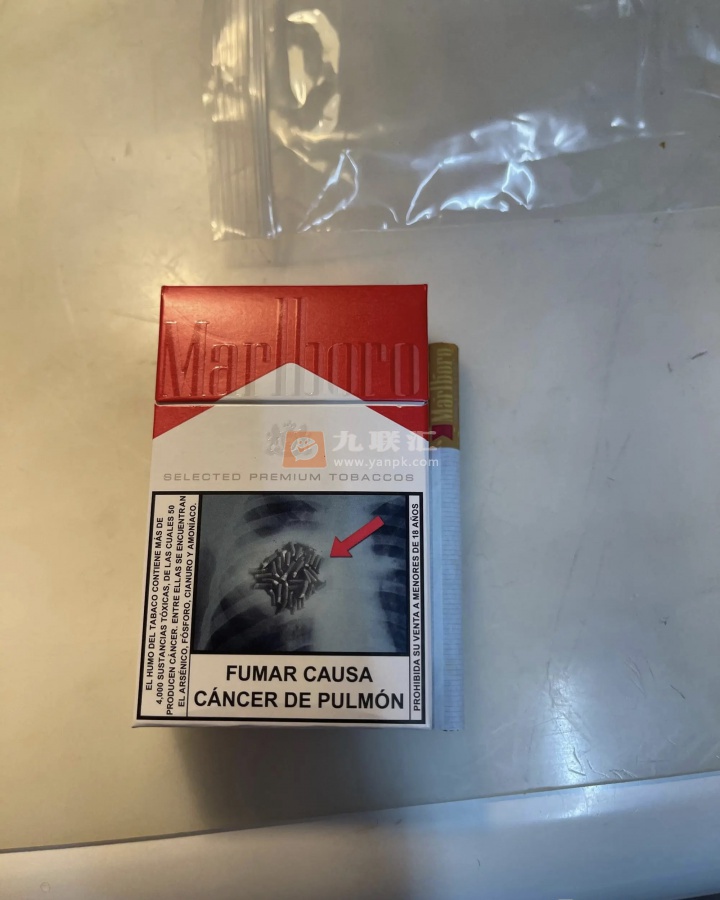 Marlboro
Marlboro
九联汇
www.yanpk.com
SELECTED PREMIUM TOBACCOS
EL HUMO DEL TABACO CONTIENE MÁS DE
4,000 SUSTANCIAS TÓXICAS, DE LAS CUALES 50
PRODUCEN CÁNCER. ENTRE ELLAS SE ENCUENTRAN
EL ARSÉNICO, FÓSFORO, CIANURO Y AMONÍACO.
PROHIBIDA SU VENTA A MENORES DE 18 AÑOS
FUMAR CAUSA
CÁNCER DE PULMÓN